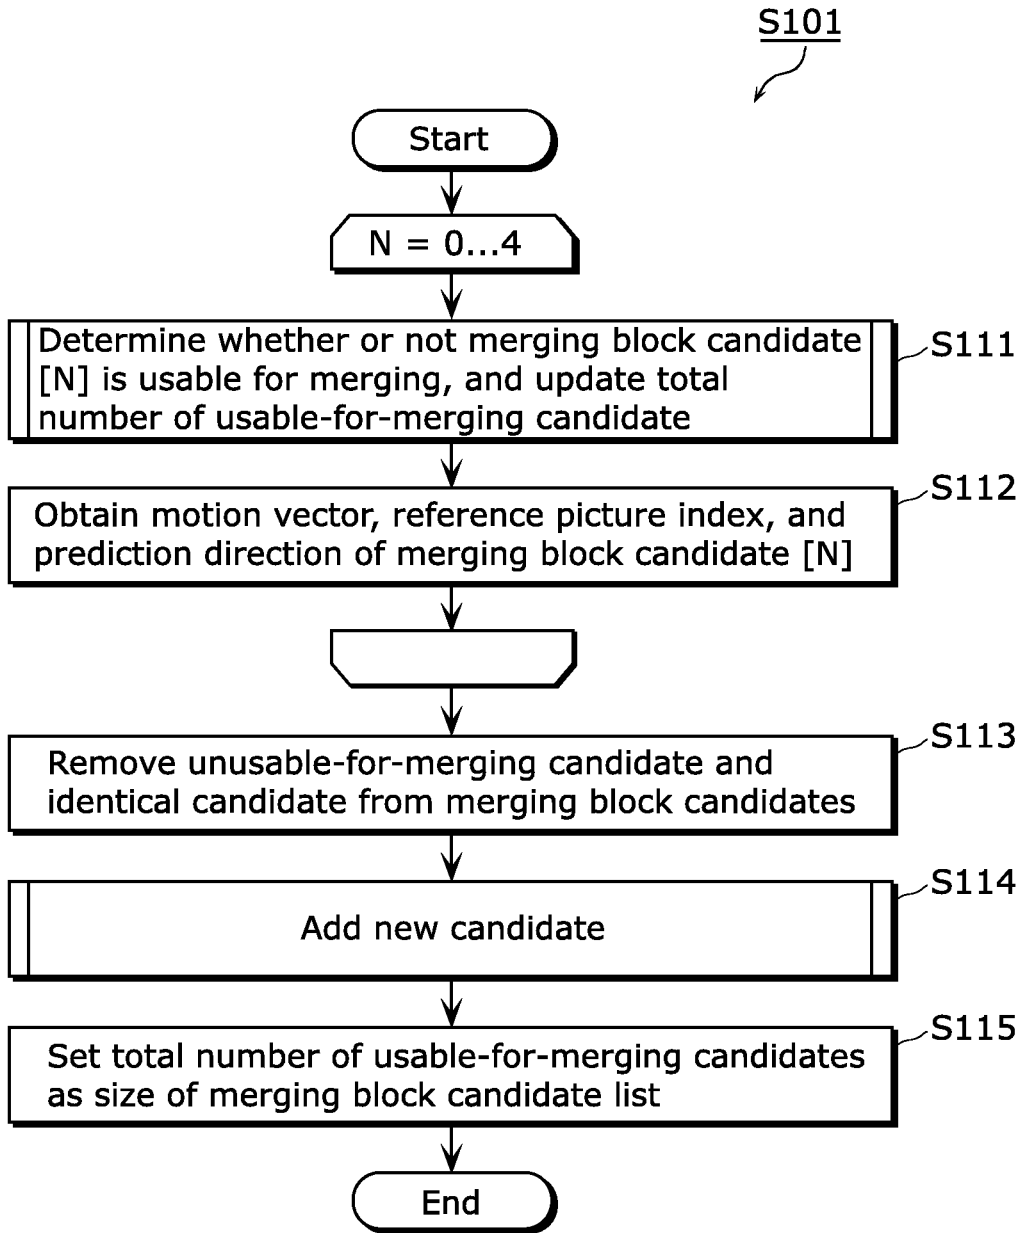 S101
Start
N = 0...4
Determine whether or not merging block candidate
[N] is usable for merging, and update total
number of usable-for-merging candidate
S111
Obtain motion vector, reference picture index, and
prediction direction of merging block candidate [N]
S112
Remove unusable-for-merging candidate and
identical candidate from merging block candidates
S113
Add new candidate
S114
Set total number of usable-for-merging candidates
as size of merging block candidate list
S115
End